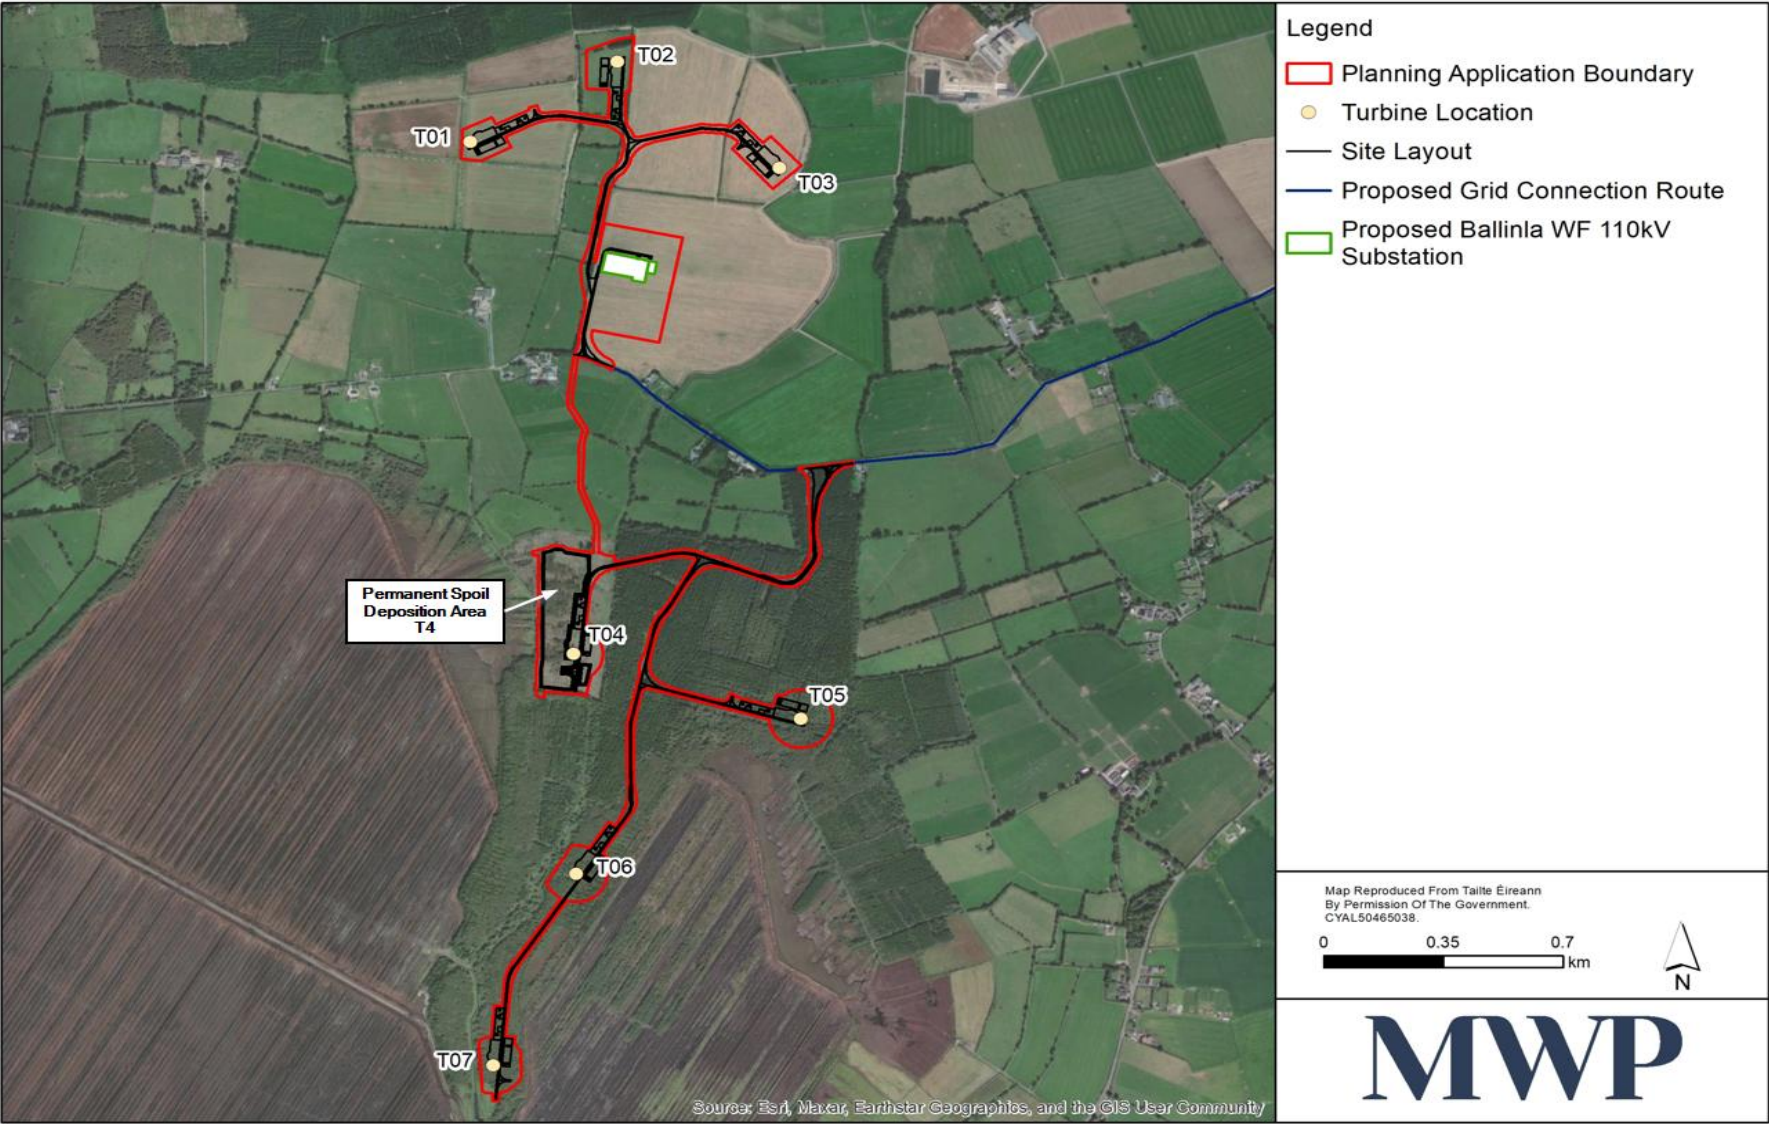 T02
T01
T03
Permanent Spoil
Deposition Area
T4
T04
T05
T06
T07
Source: Esri, Maxar, Earthstar Geographics, and the GIS User Community
Legend
Planning Application Boundary
Turbine Location
Site Layout
Proposed Grid Connection Route
Proposed Ballinla WF 110kV
Substation
Map Reproduced From Tailte Éireann
By Permission Of The Government.
CYAL50465038.
0 0.35 0.7
km
N
MWP